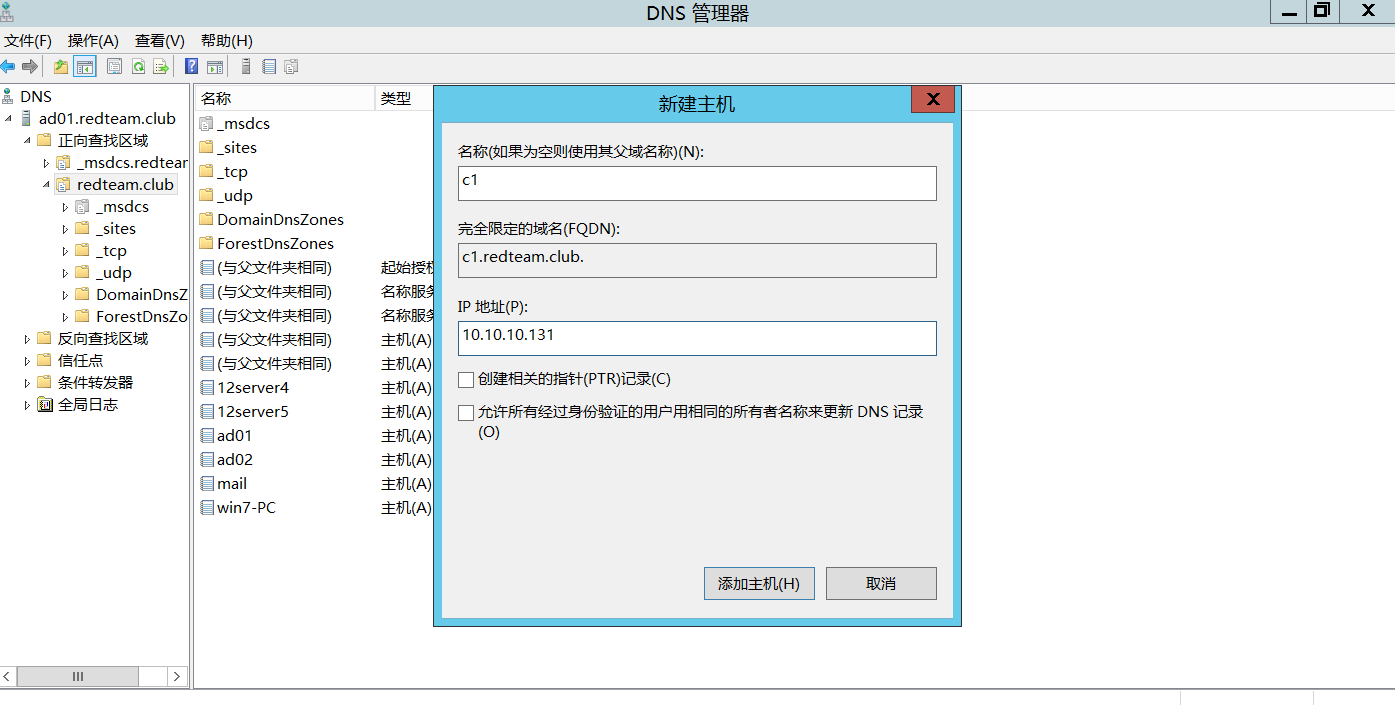 DNS 管理器
文件(F) 操作(A) 查看(V) 帮助(H)
DNS
ad01.redteam.club
正向查找区域
_msdcs.redtear
redteam.club
_msdcs
_sites
_tcp
_udp
DomainDnsZ
ForestDnsZo
反向查找区域
信任点
条件转发器
全局日志
名称 类型
_msdcs
_sites
_tcp
_udp
DomainDnsZones
ForestDnsZones
(与父文件夹相同) 起始授权
(与父文件夹相同) 名称服务
(与父文件夹相同) 名称服务
(与父文件夹相同) 主机(A)
(与父文件夹相同) 主机(A)
12server4 主机(A)
12server5 主机(A)
ad01 主机(A)
ad02 主机(A)
mail 主机(A)
win7-PC 主机(A)
新建主机
名称(如果为空则使用其父域名称)(N):
c1
完全限定的域名(FQDN):
c1.redteam.club.
IP 地址(P):
10.10.10.131
创建相关的指针(PTR)记录(C)
允许所有经过身份验证的用户用相同的所有者名称来更新 DNS 记录
(O)
添加主机(H) 取消